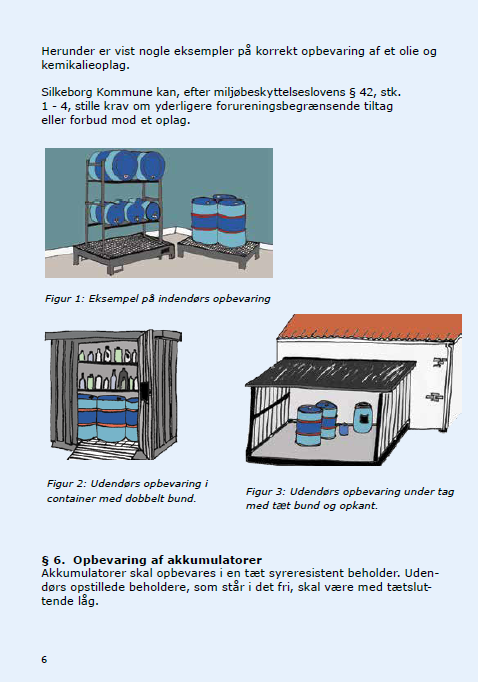 Herunder er vist nogle eksempler på korrekt opbevaring af et olie og
kemikalieoplag.
Silkeborg Kommune kan, efter miljøbeskyttelseslovens § 42, stk.
1 - 4, stille krav om yderligere forureningsbegrænsende tiltag
eller forbud mod et oplag.
Figur 1: Eksempel på indendørs opbevaring
Figur 2: Udendørs opbevaring i
container med dobbelt bund.
Figur 3: Udendørs opbevaring under tag
med tæt bund og opkant.
§ 6. Opbevaring af akkumulatorer
Akkumulatorer skal opbevares i en tæt syreresistent beholder. Uden-
dørs opstillede beholdere, som står i det fri, skal være med tætslut-
tende låg.
6